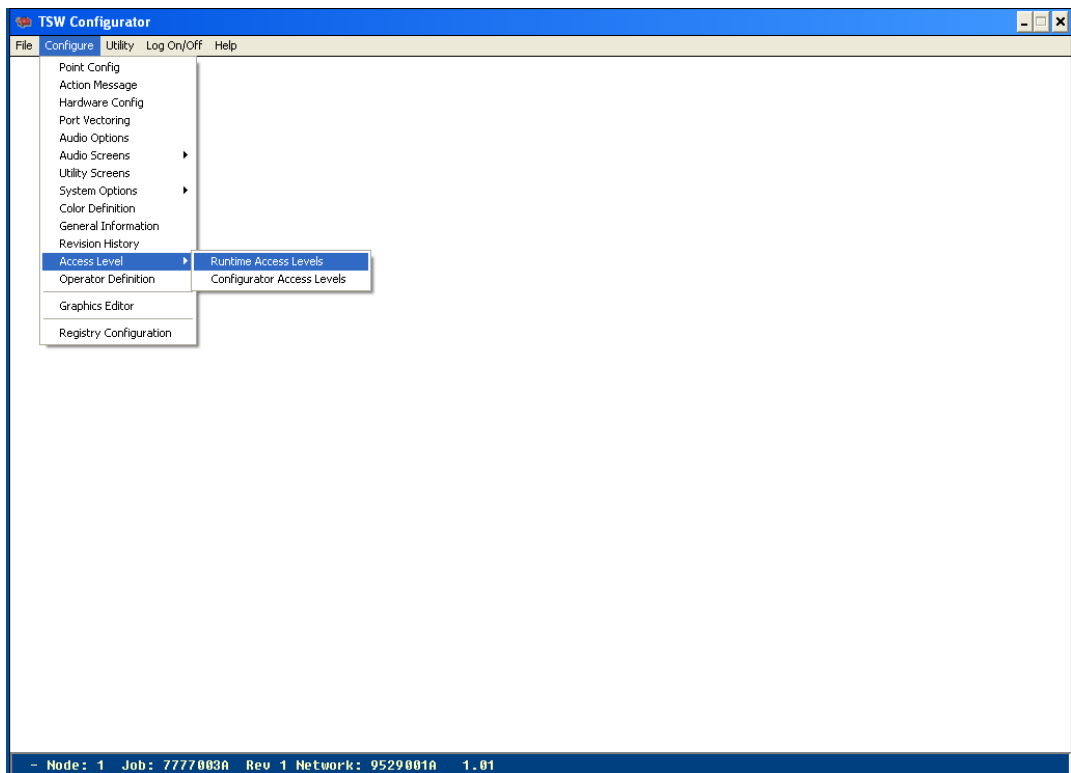 TSW Configurator
File Configure Utility Log On/Off Help
Point Config
Action Message
Hardware Config
Port Vectoring
Audio Options
Audio Screens
Utility Screens
System Options
Color Definition
General Information
Revision History
Access Level
Runtime Access Levels
Operator Definition
Configurator Access Levels
Graphics Editor
Registry Configuration
- Node: 1 Job: 7777003A Rev 1 Network: 9529001A 1.01